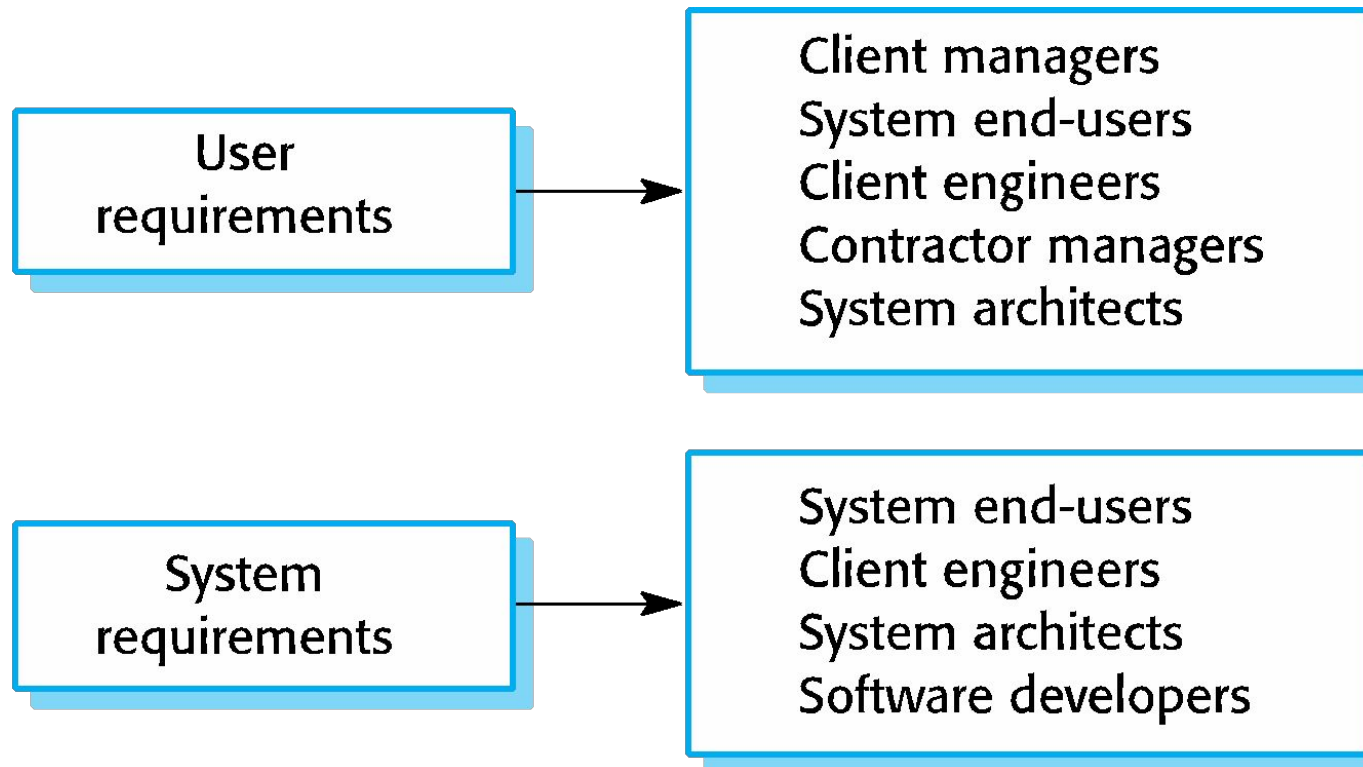 User
requirements
Client managers
System end-users
Client engineers
Contractor managers
System architects
System
requirements
System end-users
Client engineers
System architects
Software developers